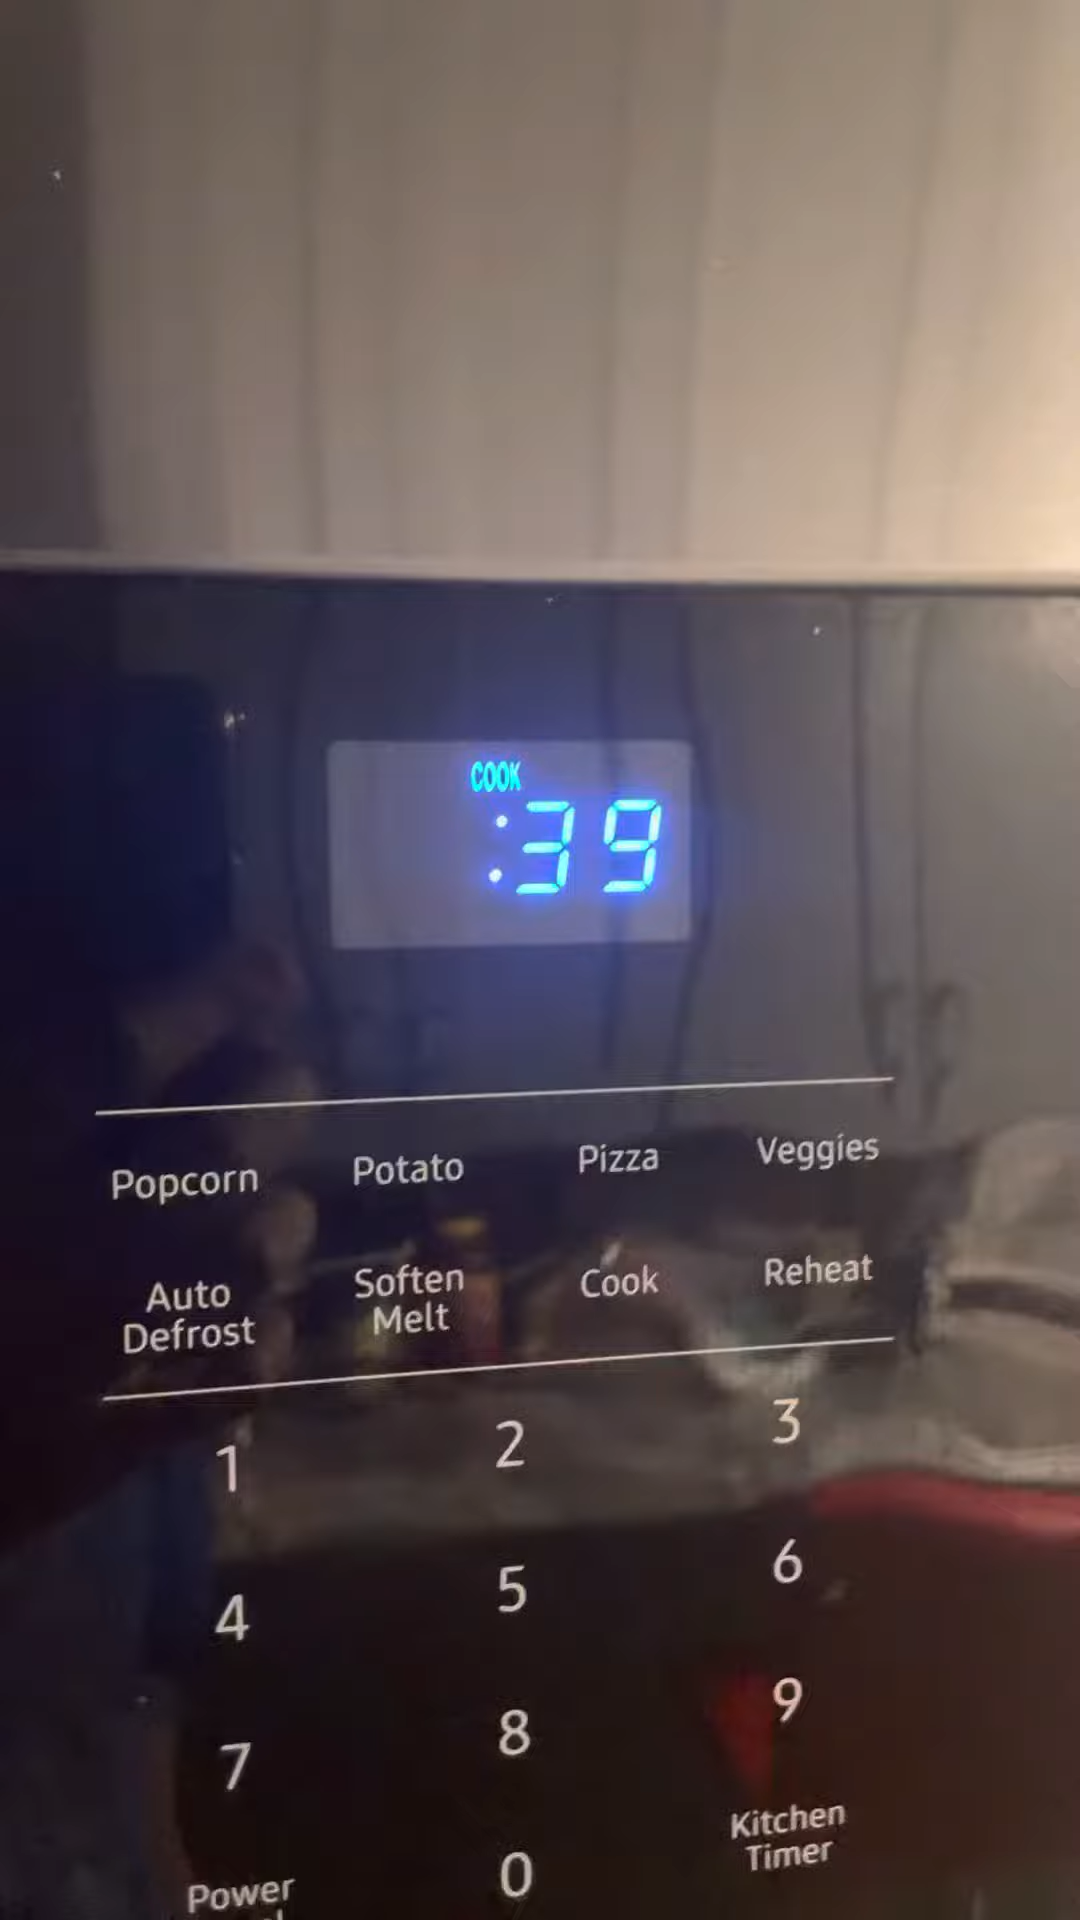 COOK
:39
Popcorn Potato Pizza Veggies
Auto Defrost Soften Melt Cook Reheat
1 2 3
4 5 6
7 8 9
Power 0 Kitchen Timer